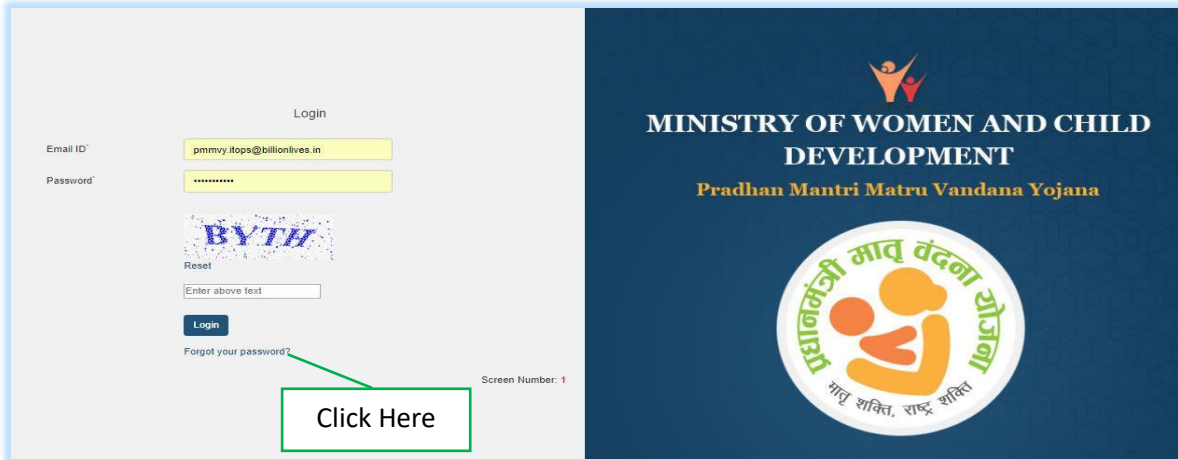 Login
Email ID*
pmmvy.itops@billionlives.in
Password*
•••••••••••
BYTH
Reset
Enter above text
Login
Forgot your password?
Screen Number: 1
Click Here
MINISTRY OF WOMEN AND CHILD
DEVELOPMENT
Pradhan Mantri Matru Vandana Yojana
प्रधानमंत्री मातृ वंदना योजना
मातृ शक्ति, राष्ट्र शक्ति